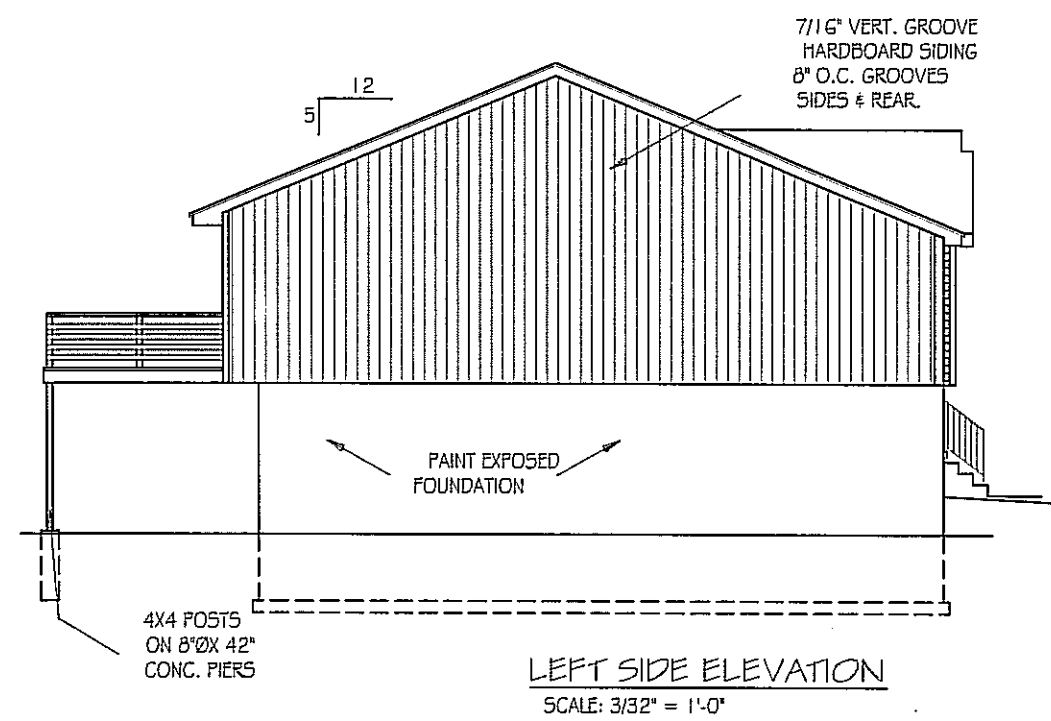 7/16" VERT. GROOVE
HARDBOARD SIDING
8" O.C. GROOVES
SIDES & REAR.
12
5
PAINT EXPOSED
FOUNDATION
4X4 POSTS
ON 8"ØX 42"
CONC. PIERS
LEFT SIDE ELEVATION
SCALE: 3/32" = 1'-0"